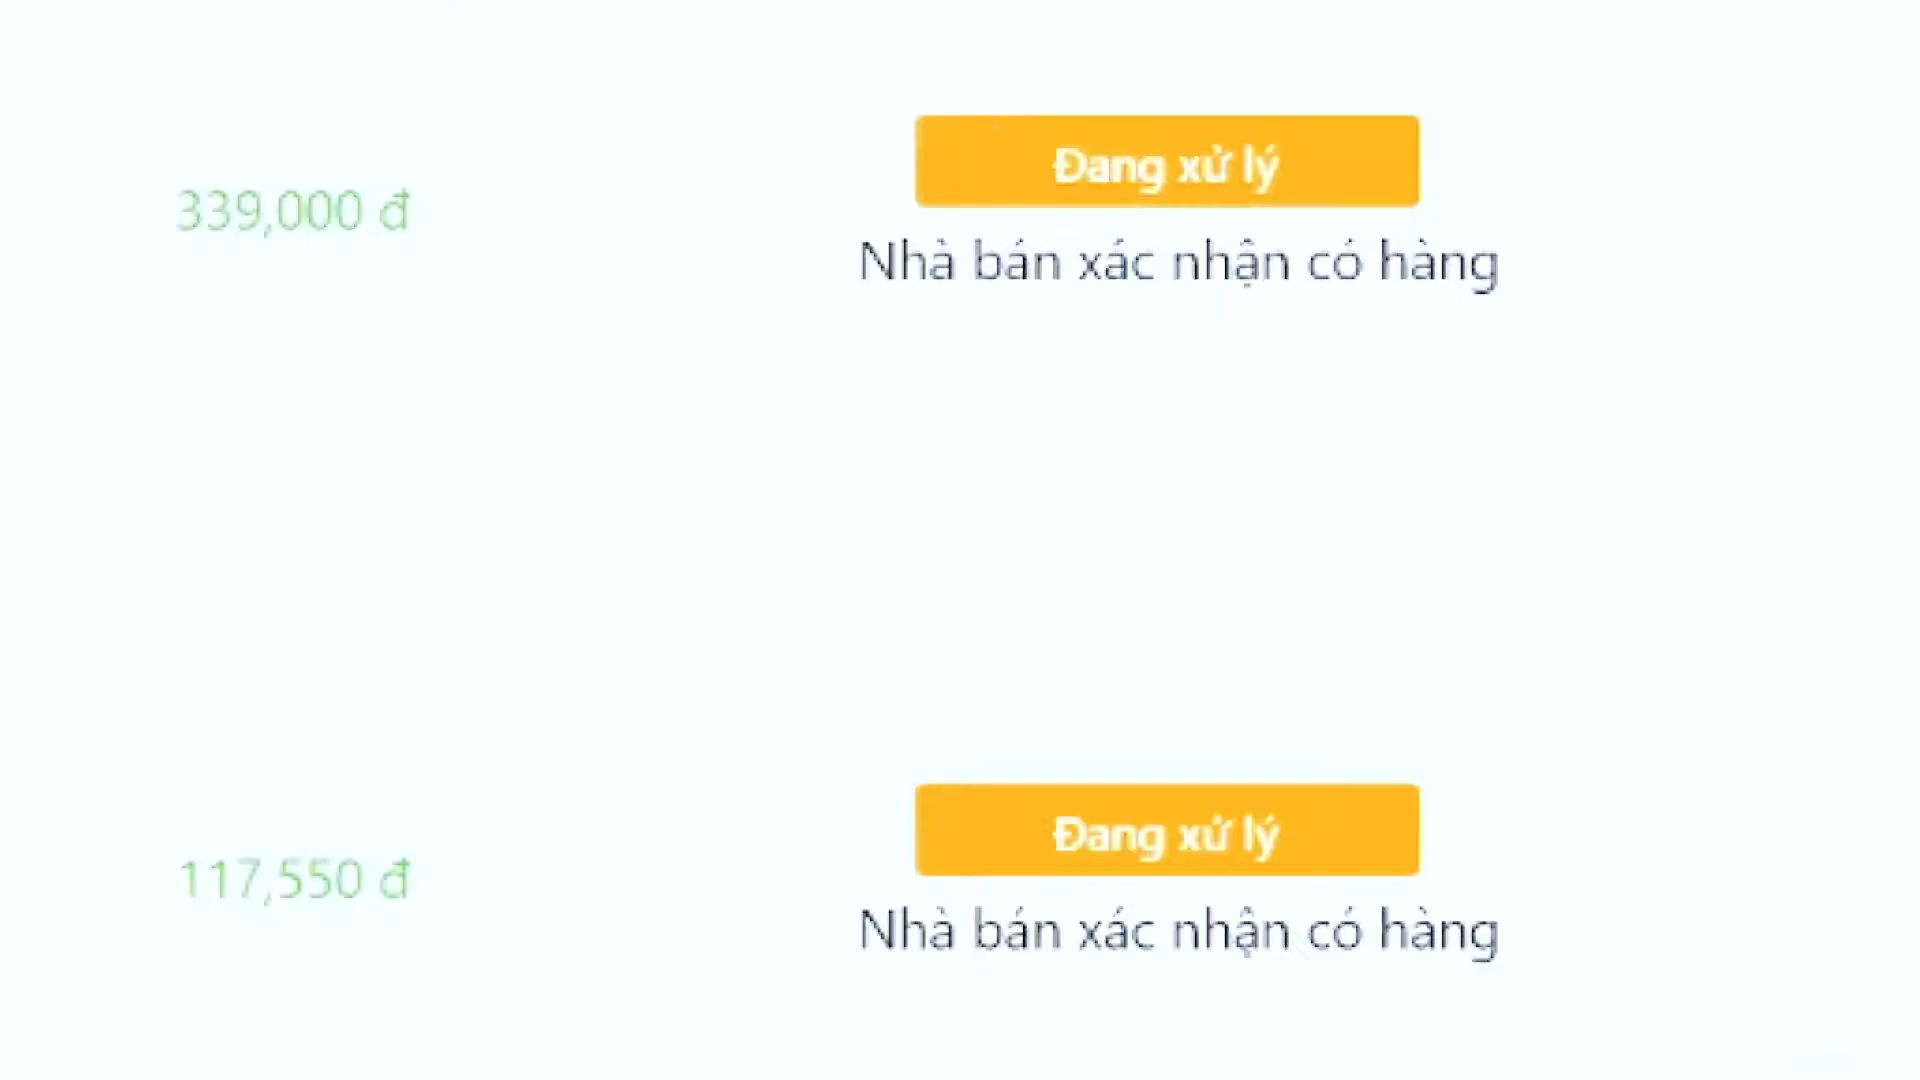 339,000 đ
Đang xử lý
Nhà bán xác nhận có hàng
117,550 đ
Đang xử lý
Nhà bán xác nhận có hàng